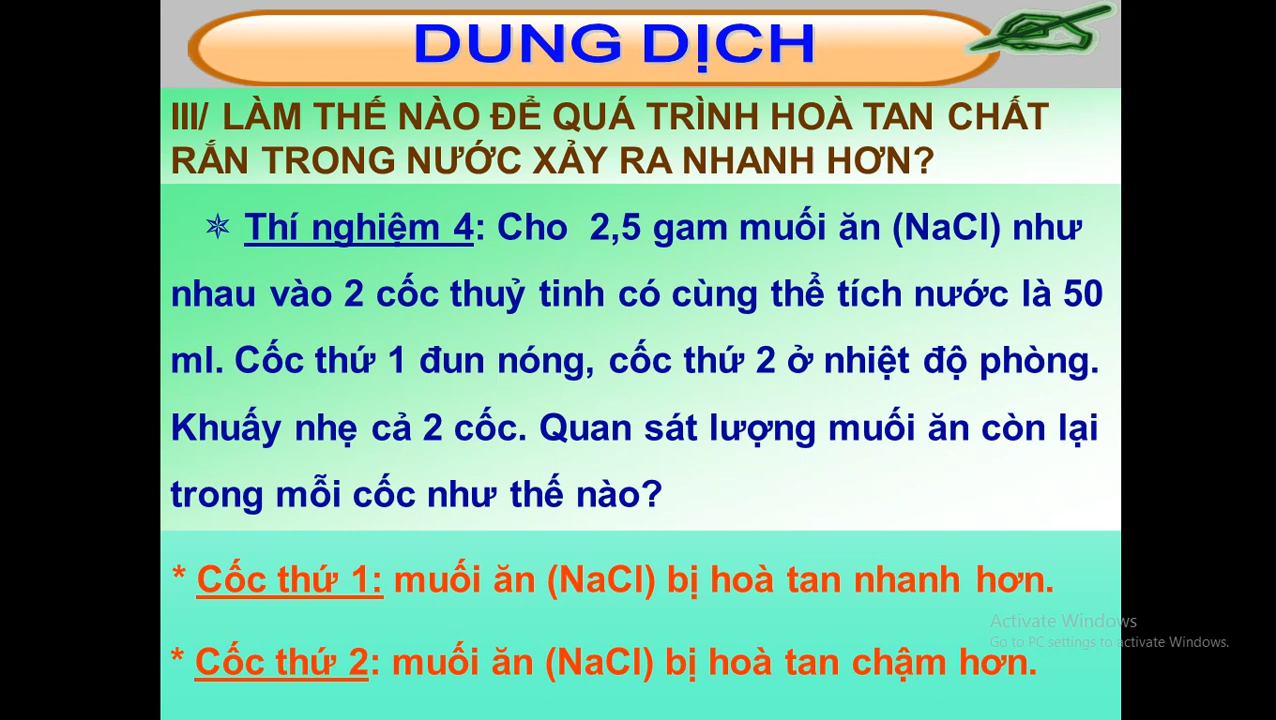 DUNG DỊCH
III/ LÀM THẾ NÀO ĐỂ QUÁ TRÌNH HOÀ TAN CHẤT
RẮN TRONG NƯỚC XẢY RA NHANH HƠN?
✵ Thí nghiệm 4: Cho 2,5 gam muối ăn (NaCl) như
nhau vào 2 cốc thuỷ tinh có cùng thể tích nước là 50
ml. Cốc thứ 1 đun nóng, cốc thứ 2 ở nhiệt độ phòng.
Khuấy nhẹ cả 2 cốc. Quan sát lượng muối ăn còn lại
trong mỗi cốc như thế nào?
* Cốc thứ 1: muối ăn (NaCl) bị hoà tan nhanh hơn.
Activate Windows
Go to PC settings to activate Windows.
* Cốc thứ 2: muối ăn (NaCl) bị hoà tan chậm hơn.